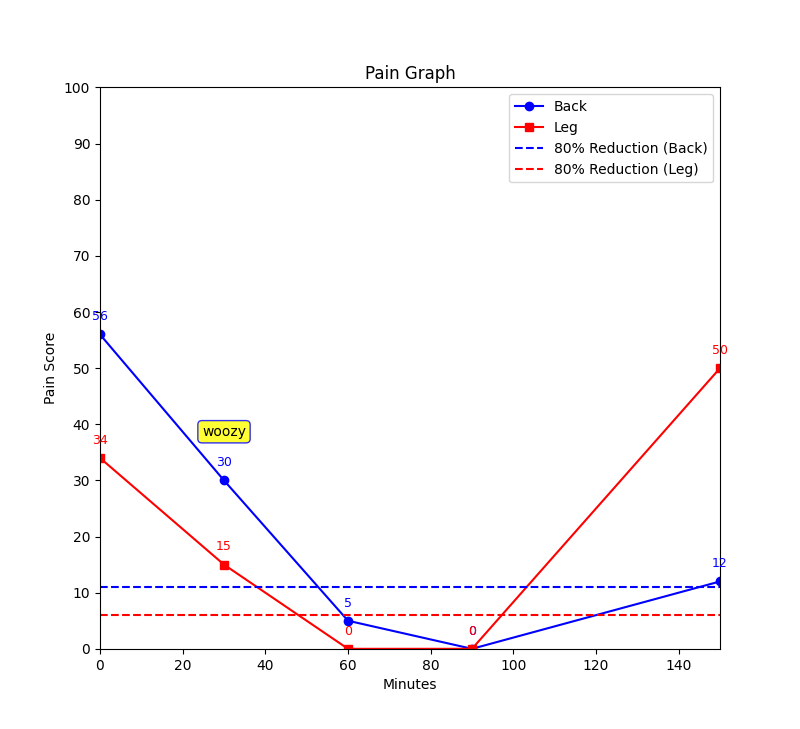 Pain Graph
Back
Leg
80% Reduction (Back)
80% Reduction (Leg)
100
90
80
70
60
50
40
30
20
10
0
Pain Score
56
34
woozy
30
15
5
0
0
0
50
12
0 20 40 60 80 100 120 140
Minutes